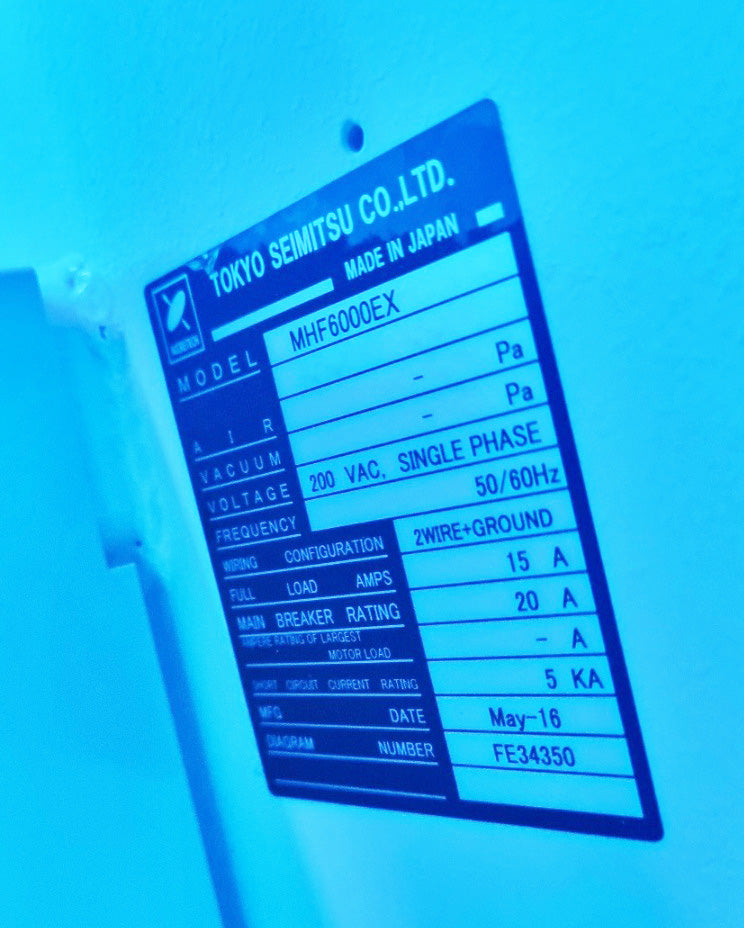 TOKYO SEIMITSU CO.,LTD.
MADE IN JAPAN
MODEL MHF6000EX
AIR - Pa
VACUUM - Pa
VOLTAGE 200 VAC, SINGLE PHASE
FREQUENCY 50/60Hz
WIRING CONFIGURATION 2WIRE+GROUND
FULL LOAD AMPS 15 A
MAIN BREAKER RATING 20 A
AMPERE RATING OF LARGEST
MOTOR LOAD - A
SHORT CIRCUIT CURRENT RATING 5 KA
MFG DATE May-16
DIAGRAM NUMBER FE34350